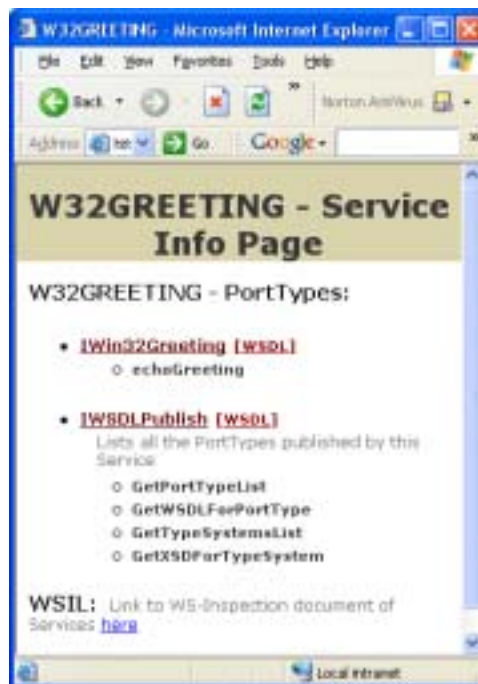 W32GREETING - Microsoft Internet Explorer
File Edit View Favorites Tools Help
Back Norton AntiVirus
Address Go Google
W32GREETING - Service
Info Page
W32GREETING - PortTypes:
• IWin32Greeting [WSDL]
○ echoGreeting
• IWSDLPublish [WSDL]
Lists all the PortTypes published by this
Service
○ GetPortTypeList
○ GetWSDLForPortType
○ GetTypeSystemsList
○ GetXSDForTypeSystem
WSIL: Link to WS-Inspection document of
Services here
Local intranet